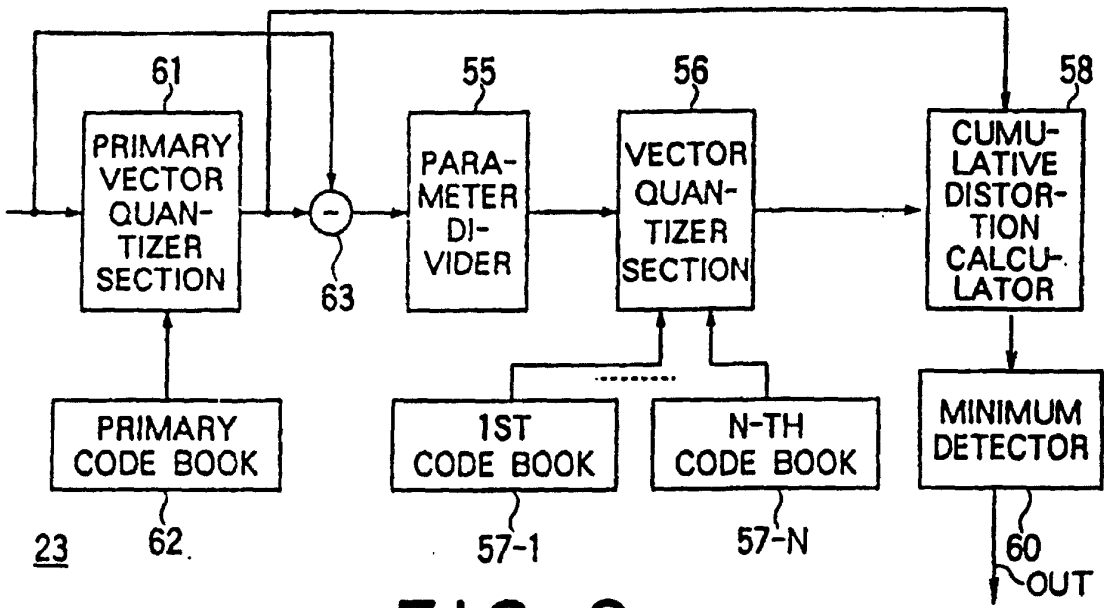 61
PRIMARY
VECTOR
QUAN-
TIZER
SECTION
63
55
PARA-
METER
DI-
VIDER
56
VECTOR
QUAN-
TIZER
SECTION
58
CUMU-
LATIVE
DISTOR-
TION
CALCU-
LATOR
PRIMARY
CODE BOOK
62
1ST
CODE BOOK
57-1
N-TH
CODE BOOK
57-N
MINIMUM
DETECTOR
60
OUT
23